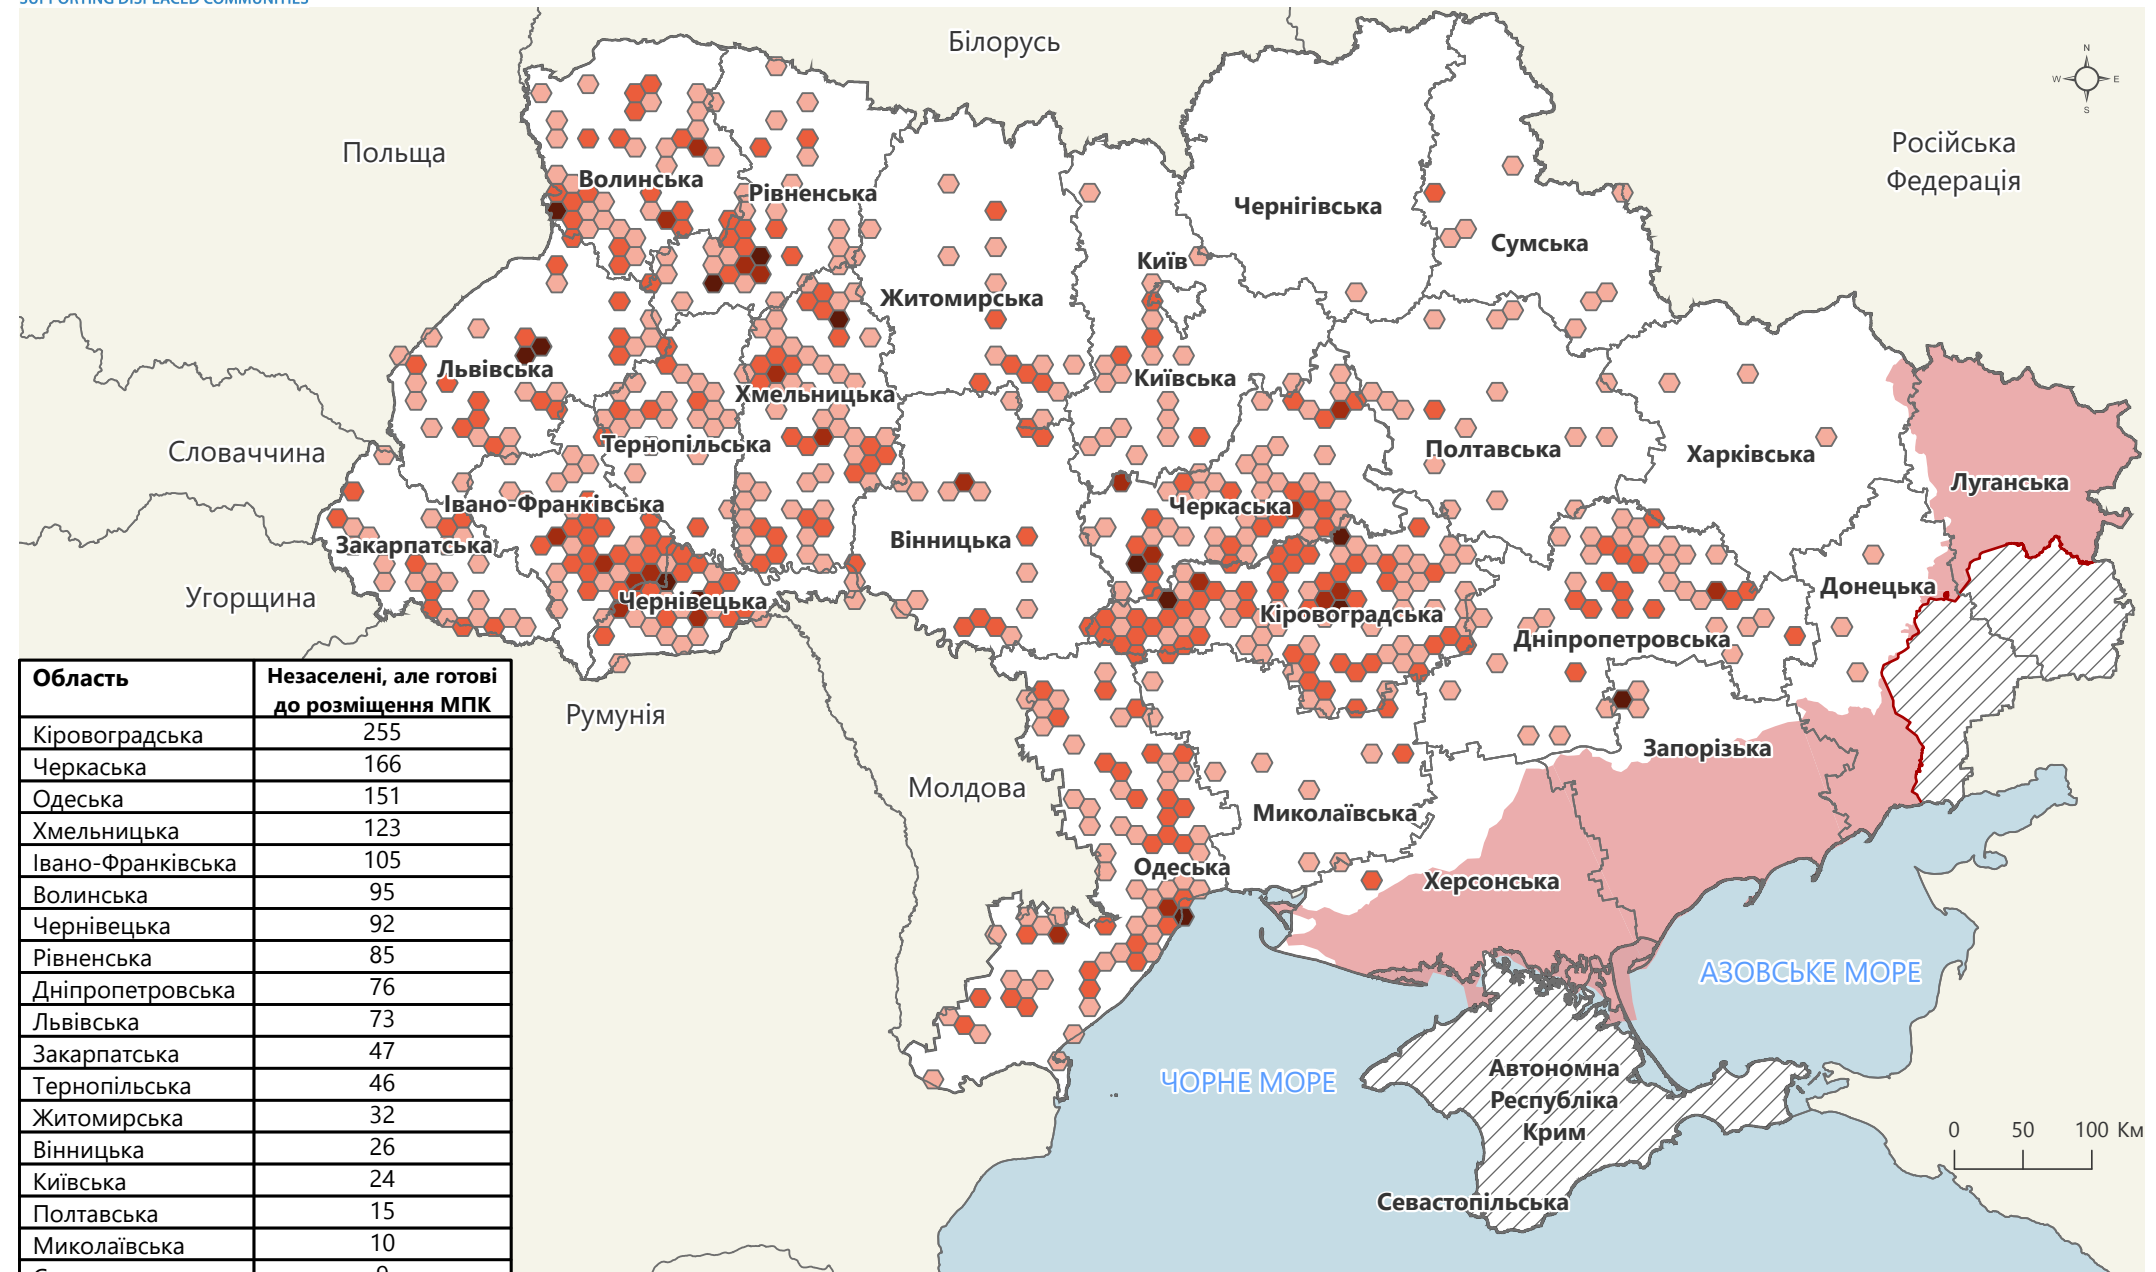 SUPPORTING DISPLACED COMMUNITIES
Білорусь
N
W
E
S
Польща
Російська
Федерація
Волинська
Рівненська
Чернігівська
Сумська
Київ
Житомирська
Львівська
Київська
Хмельницька
Тернопільська
Словаччина
Полтавська
Харківська
Луганська
Івано-Франківська
Черкаська
Закарпатська
Вінницька
Угорщина
Донецька
Чернівецька
Кіровоградська
Дніпропетровська
Румунія
Запорізька
Молдова
Миколаївська
Одеська
Херсонська
АЗОВСЬКЕ МОРЕ
ЧОРНЕ МОРЕ
Автономна
Республіка
Крим
Севастопільська
0 50 100 Км
Область Незаселені, але готові
до розміщення МПК
Кіровоградська 255
Черкаська 166
Одеська 151
Хмельницька 123
Івано-Франківська 105
Волинська 95
Чернівецька 92
Рівненська 85
Дніпропетровська 76
Львівська 73
Закарпатська 47
Тернопільська 46
Житомирська 32
Вінницька 26
Київська 24
Полтавська 15
Миколаївська 10